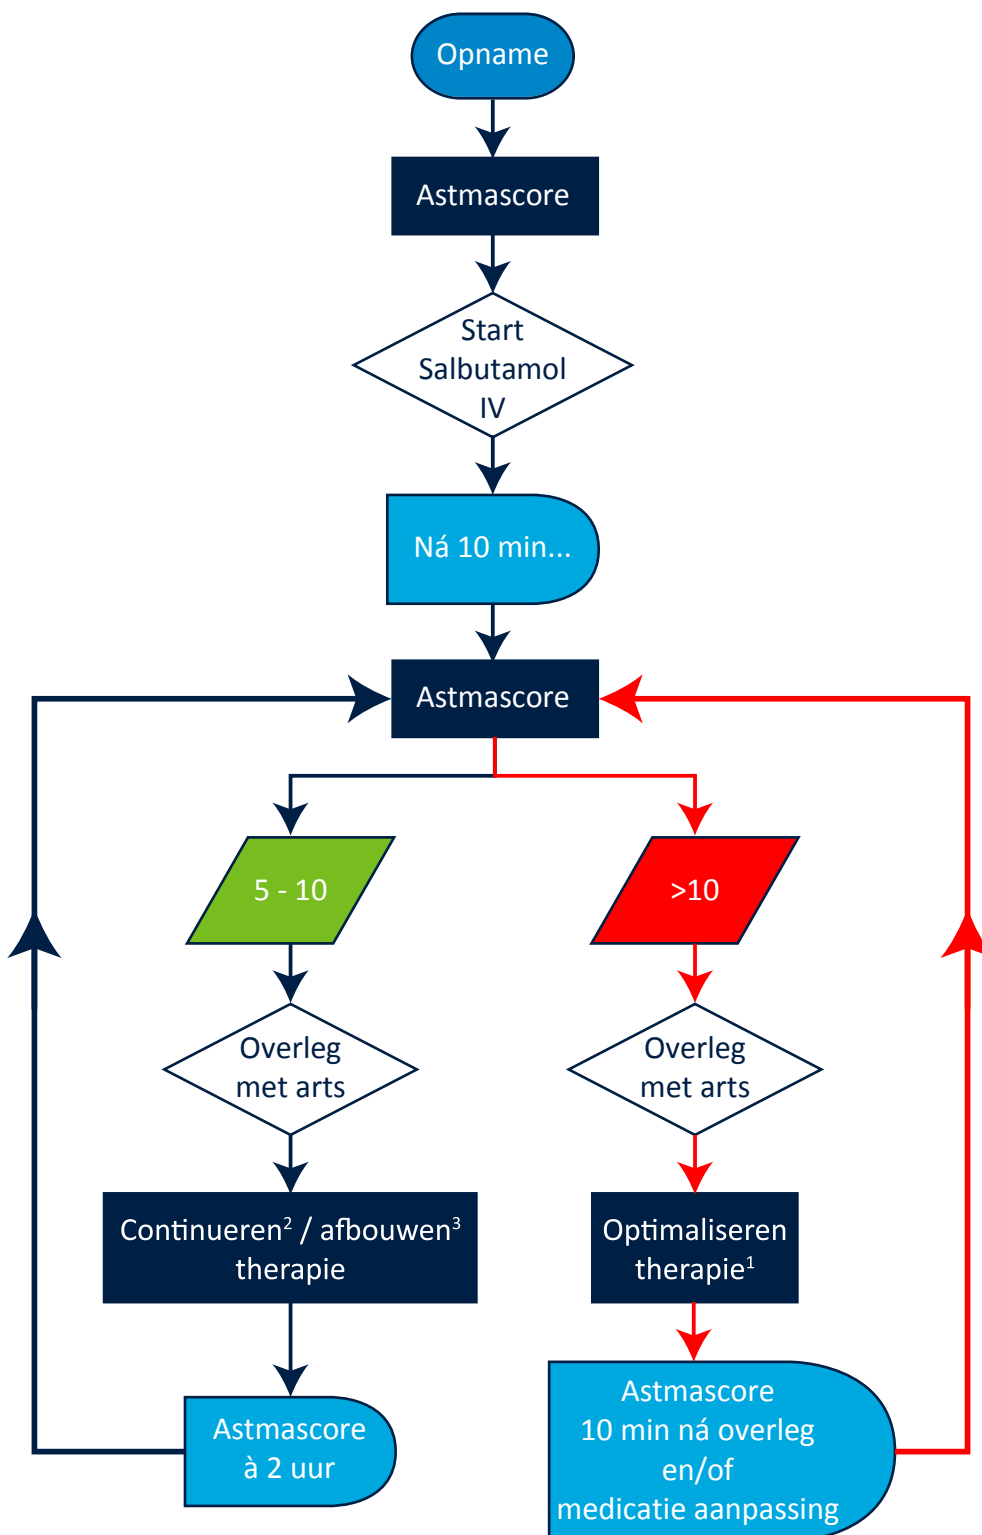 Opname
Astmascore
Start
Salbutamol
IV
Ná 10 min...
Astmascore
5 - 10
>10
Overleg
met arts
Overleg
met arts
Continueren² / afbouwen³
therapie
Optimaliseren
therapie¹
Astmascore
à 2 uur
Astmascore
10 min ná overleg
en/of
medicatie aanpassing